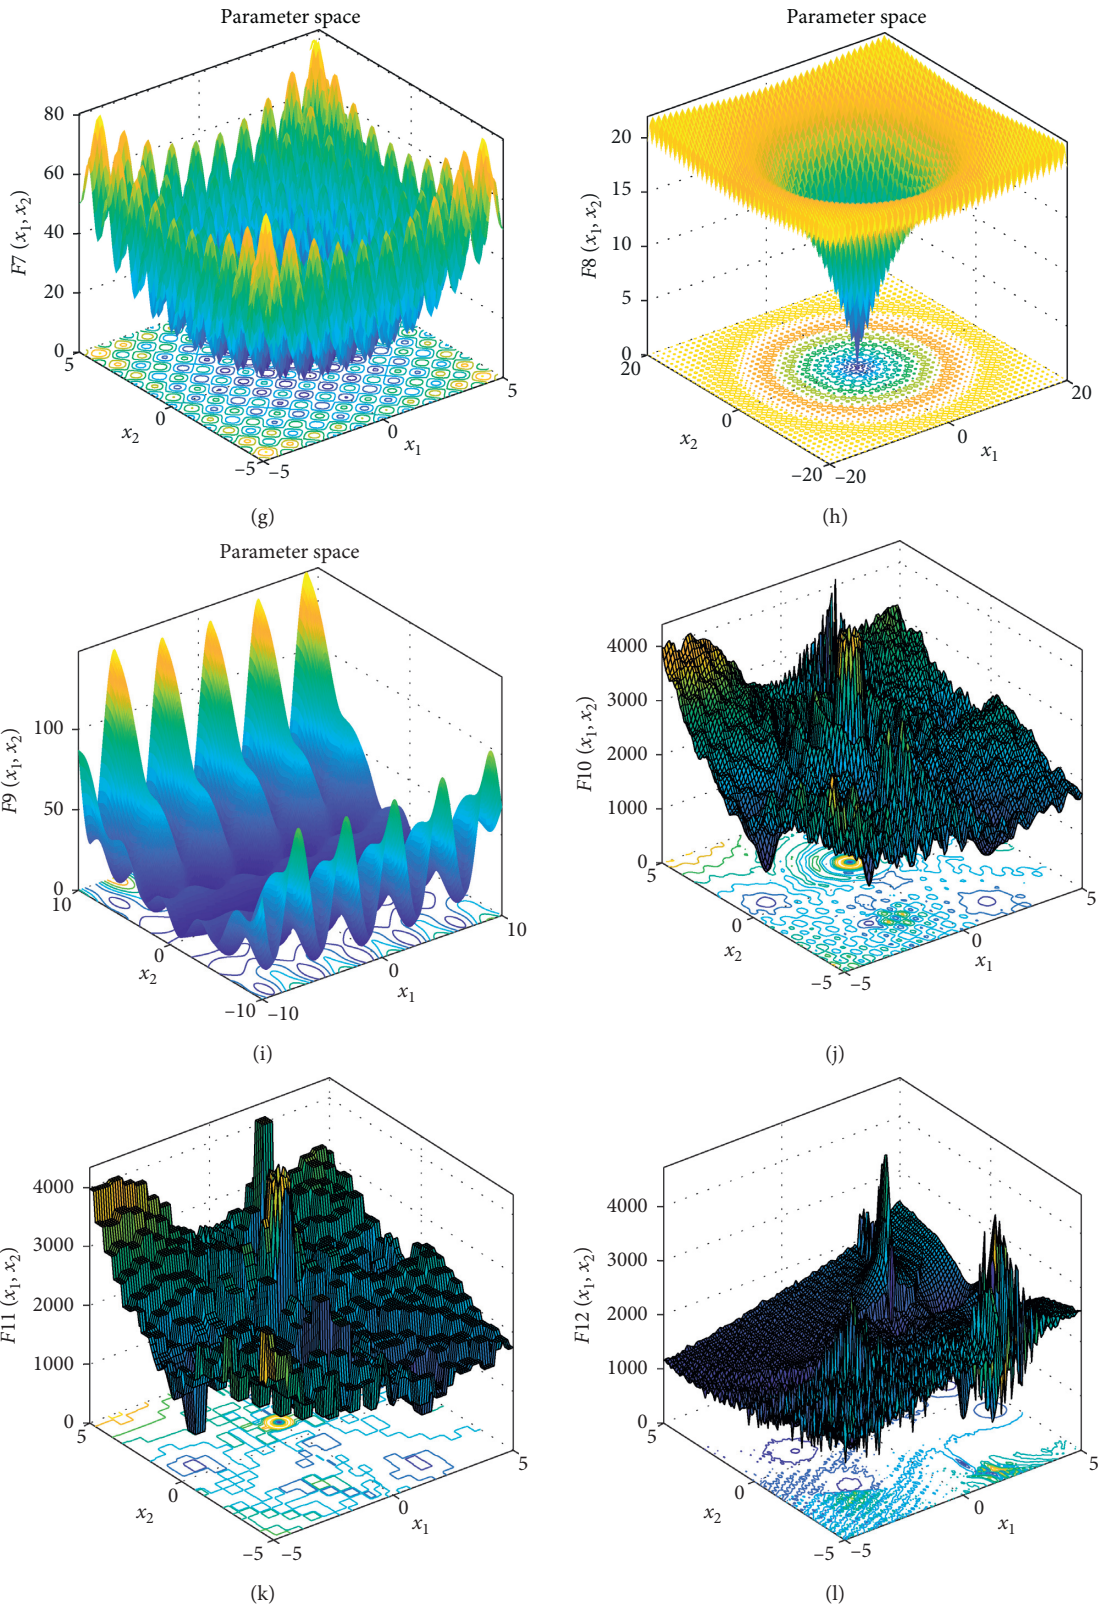 Parameter space
80
60
40
20
0
F7 (x1, x2)
5
0
–5
x2
–5
0
5
x1
(g)
Parameter space
20
15
10
5
0
F8 (x1, x2)
20
0
–20
x2
–20
0
20
x1
(h)
Parameter space
100
50
0
F9 (x1, x2)
10
0
–10
x2
–10
0
10
x1
(i)
4000
3000
2000
1000
0
F10 (x1, x2)
5
0
–5
x2
–5
0
5
x1
(j)
4000
3000
2000
1000
0
F11 (x1, x2)
5
0
–5
x2
–5
0
5
x1
(k)
4000
3000
2000
1000
0
F12 (x1, x2)
5
0
–5
x2
–5
0
5
x1
(l)